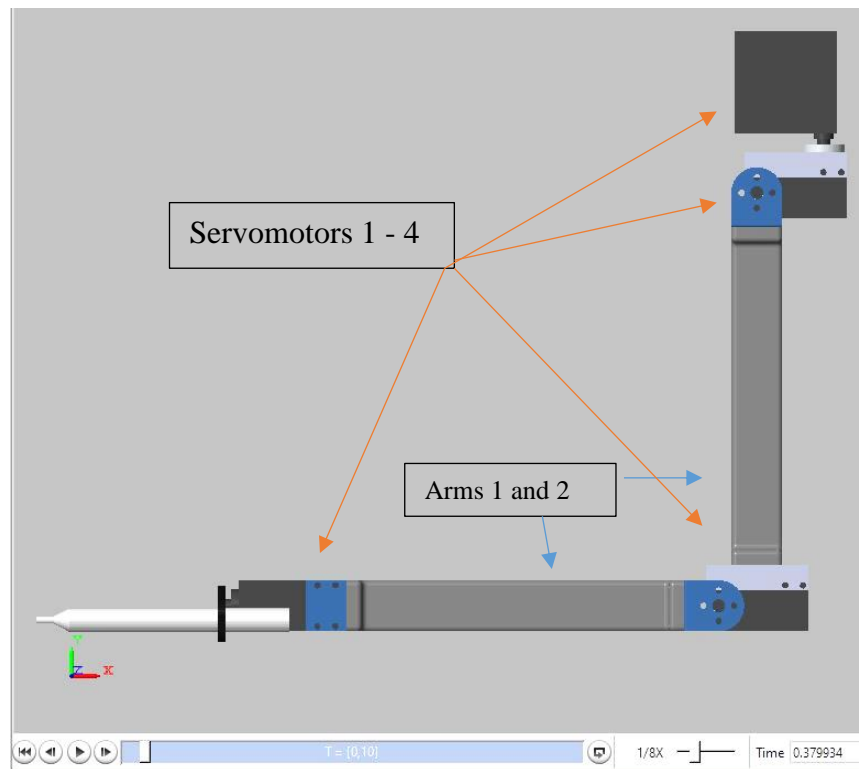 Servomotors 1 - 4
Arms 1 and 2
Y
Z X
T = {0,10}
1/8X Time 0.379934